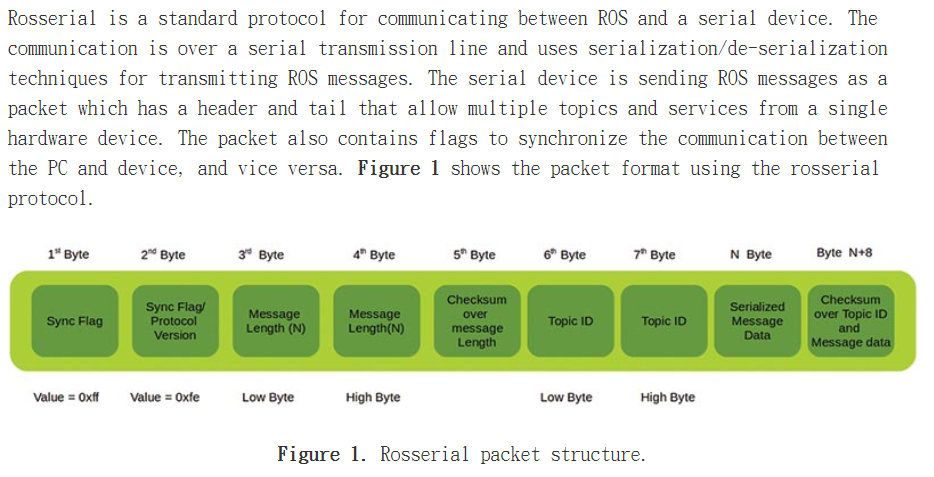 Rosserial is a standard protocol for communicating between ROS and a serial device. The
communication is over a serial transmission line and uses serialization/de-serialization
techniques for transmitting ROS messages. The serial device is sending ROS messages as a
packet which has a header and tail that allow multiple topics and services from a single
hardware device. The packet also contains flags to synchronize the communication between
the PC and device, and vice versa. Figure 1 shows the packet format using the rosserial
protocol.
1st Byte 2nd Byte 3rd Byte 4th Byte 5th Byte 6th Byte 7th Byte N Byte Byte N+8
Sync Flag
Sync Flag/
Protocol
Version
Message
Length (N)
Message
Length(N)
Checksum
over
message
Length
Topic ID
Topic ID
Serialized
Message
Data
Checksum
over Topic ID
and
Message data
Value = 0xff Value = 0xfe Low Byte High Byte Low Byte High Byte
Figure 1. Rosserial packet structure.